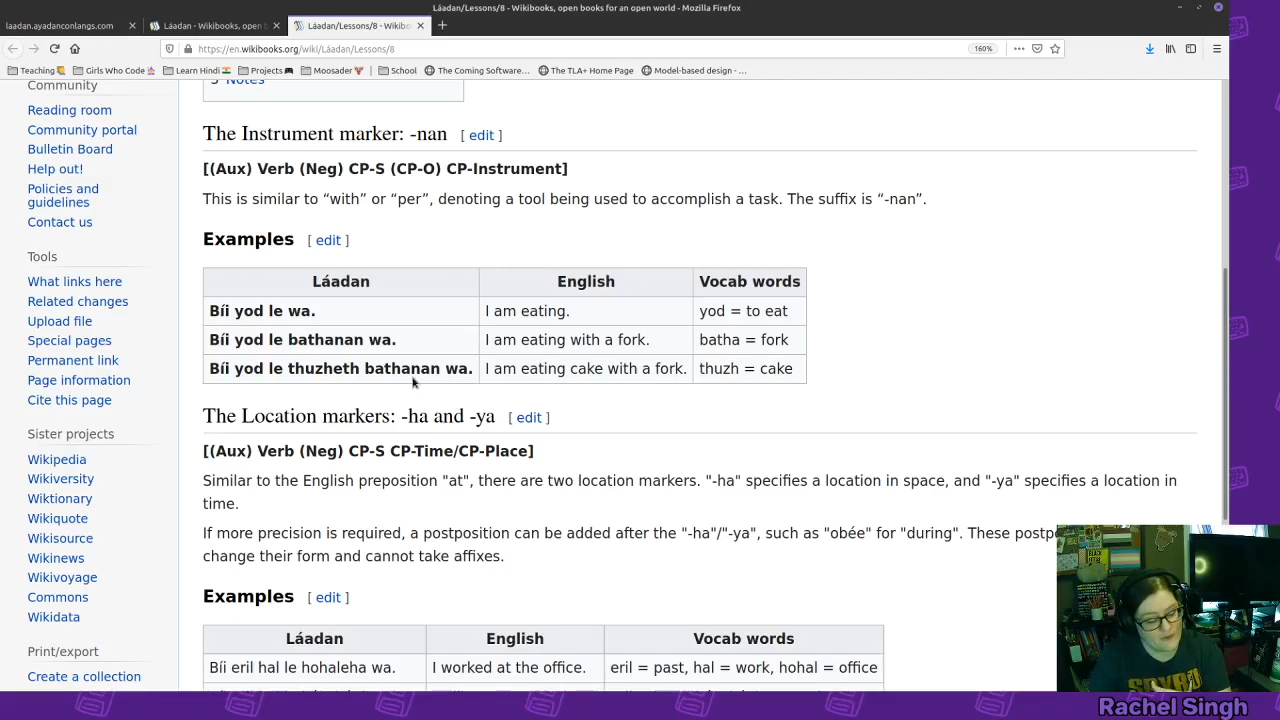 Láadan/Lessons/8 - Wikibooks, open books for an open world - Mozilla Firefox
laadan.ayadanconlangs.com
Láadan - Wikibooks, open b
Láadan/Lessons/8 - Wikibo
https://en.wikibooks.org/wiki/Láadan/Lessons/8
160%
Teaching
Girls Who Code
Learn Hindi
Projects
Moosader
School
The Coming Software…
The TLA+ Home Page
Model-based design - …
Community
Reading room
Community portal
Bulletin Board
Help out!
Policies and
guidelines
Contact us
Tools
What links here
Related changes
Upload file
Special pages
Permanent link
Page information
Cite this page
Sister projects
Wikipedia
Wikiversity
Wiktionary
Wikiquote
Wikisource
Wikinews
Wikivoyage
Commons
Wikidata
Print/export
Create a collection
5 Notes
The Instrument marker: -nan [ edit ]
[(Aux) Verb (Neg) CP-S (CP-O) CP-Instrument]
This is similar to “with” or “per”, denoting a tool being used to accomplish a task. The suffix is “-nan”.
Examples [ edit ]
Láadan English Vocab words
Bíi yod le wa. I am eating. yod = to eat
Bíi yod le bathanan wa. I am eating with a fork. batha = fork
Bíi yod le thuzheth bathanan wa. I am eating cake with a fork. thuzh = cake
The Location markers: -ha and -ya [ edit ]
[(Aux) Verb (Neg) CP-S CP-Time/CP-Place]
Similar to the English preposition "at", there are two location markers. "-ha" specifies a location in space, and "-ya" specifies a location in
time.
If more precision is required, a postposition can be added after the "-ha"/"-ya", such as "obée" for "during". These postpo
change their form and cannot take affixes.
Examples [ edit ]
Láadan English Vocab words
Bíi eril hal le hohaleha wa. I worked at the office. eril = past, hal = work, hohal = office
Rachel Singh